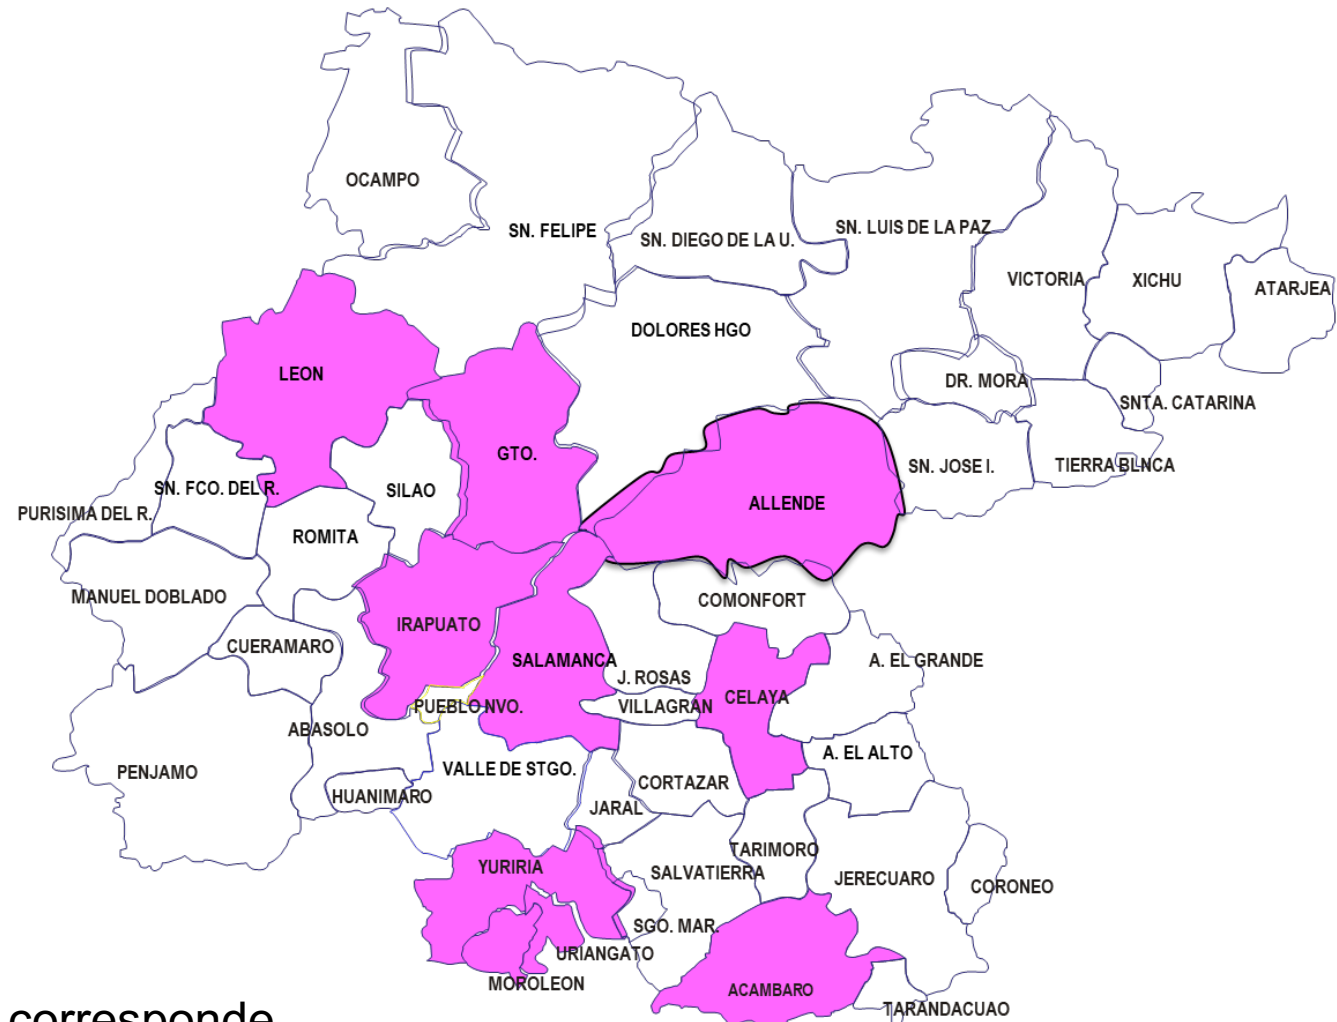 OCAMPO
SN. FELIPE
SN. DIEGO DE LA U.
SN. LUIS DE LA PAZ
VICTORIA
XICHU
ATARJEA
DOLORES HGO
LEON
DR. MORA
SNTA. CATARINA
GTO.
SN. JOSE I.
TIERRA BLNCA
SN. FCO. DEL R.
SILAO
ALLENDE
PURISIMA DEL R.
ROMITA
MANUEL DOBLADO
COMONFORT
IRAPUATO
CUERAMARO
SALAMANCA
A. EL GRANDE
J. ROSAS
CELAYA
PUEBLO NVO.
VILLAGRAN
ABASOLO
A. EL ALTO
PENJAMO
VALLE DE STGO.
CORTAZAR
HUANIMARO
JARAL
TARIMORO
YURIRIA
SALVATIERRA
JERECUARO
CORONEO
SGO. MAR.
URIANGATO
MOROLEON
ACAMBARO
TARANDACUAO
corresponde